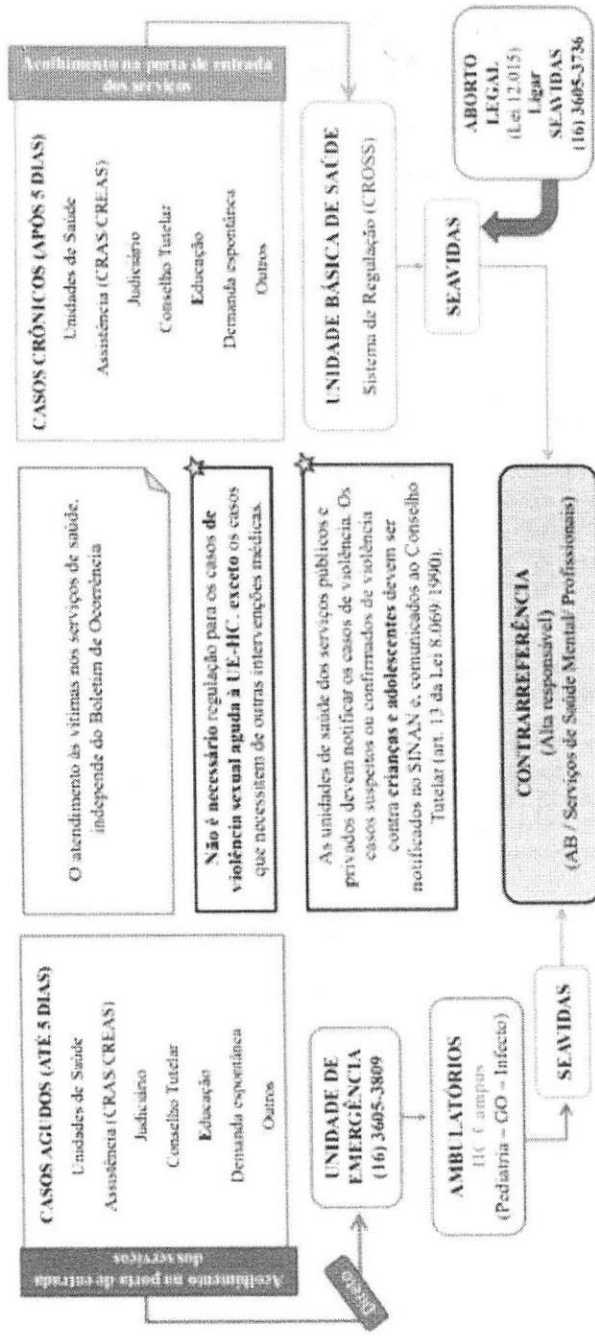 Acolhimento na porta de entrada
dos serviços
CASOS AGUDOS (ATÉ 5 DIAS)
Unidades de Saúde
Assistência (CRAS/CREAS)
Judiciário
Conselho Tutelar
Educação
Demanda espontânea
Outros
Direto
UNIDADE DE
EMERGÊNCIA
(16) 3605-3809
AMBULATÓRIOS
HC Campus
(Pediatria – GO – Infecto)
SEAVIDAS
O atendimento às vítimas nos serviços de saúde,
independe do Boletim de Ocorrência
Não é necessário regulação para os casos de
violência sexual aguda à UE-HC, exceto os casos
que necessitem de outras intervenções médicas.
As unidades de saúde dos serviços públicos e
privados devem notificar os casos de violência. Os
casos suspeitos ou confirmados de violência
contra crianças e adolescentes devem ser
notificados no SINAN e, comunicados ao Conselho
Tutelar (art. 13 da Lei 8.069/1990).
CONTRARREFERÊNCIA
(Alta responsável)
(AB / Serviços de Saúde Mental/ Profissionais)
Acolhimento na porta de entrada
dos serviços
CASOS CRÔNICOS (APÓS 5 DIAS)
Unidades de Saúde
Assistência (CRAS/CREAS)
Judiciário
Conselho Tutelar
Educação
Demanda espontânea
Outros
UNIDADE BÁSICA DE SAÚDE
Sistema de Regulação (CROSS)
SEAVIDAS
ABORTO
LEGAL
(Lei 12.015)
Ligar
SEAVIDAS
(16) 3605-3736